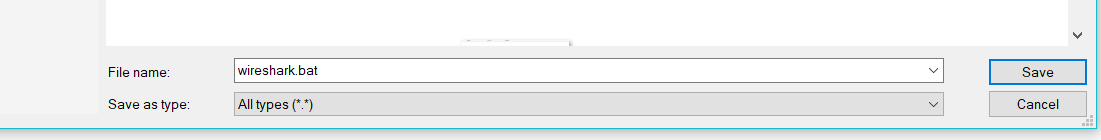 File name: wireshark.bat Save
Save as type: All types (*.*) Cancel